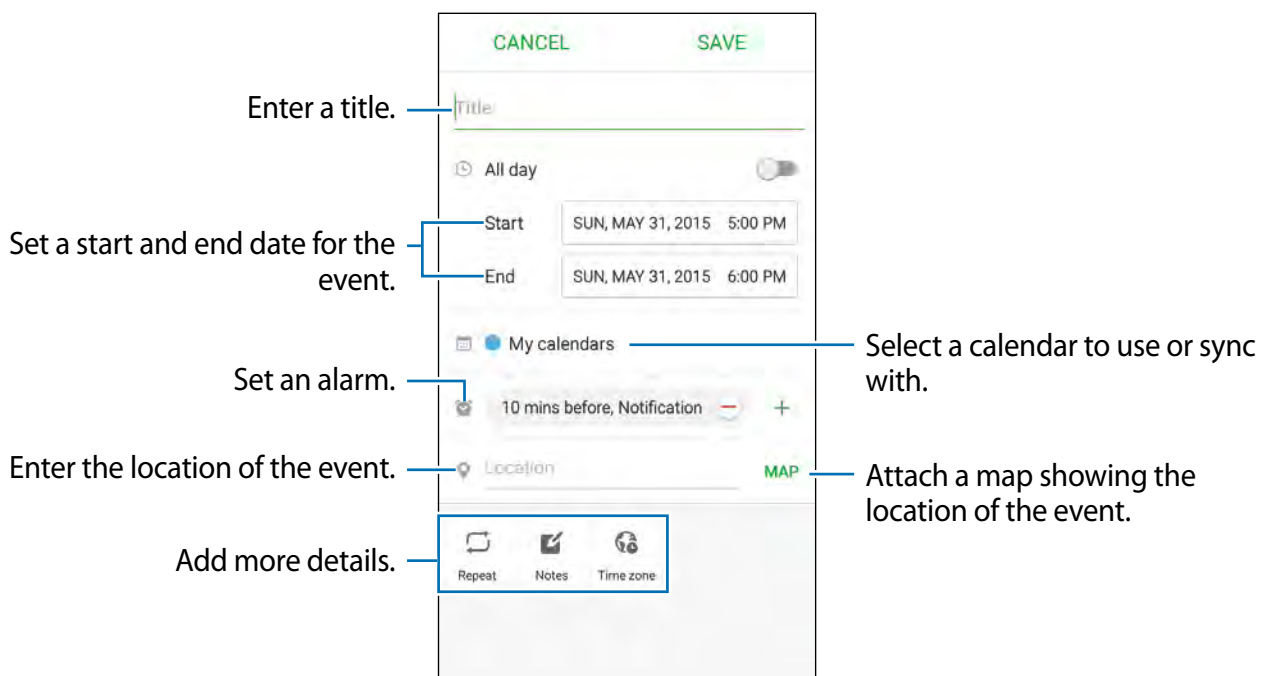 CANCEL SAVE
Enter a title.
Title
All day
Set a start and end date for the
event.
Start SUN, MAY 31, 2015 5:00 PM
End SUN, MAY 31, 2015 6:00 PM
My calendars
Select a calendar to use or sync
with.
Set an alarm.
10 mins before, Notification
Enter the location of the event.
Location MAP
Attach a map showing the
location of the event.
Add more details.
Repeat Notes Time zone